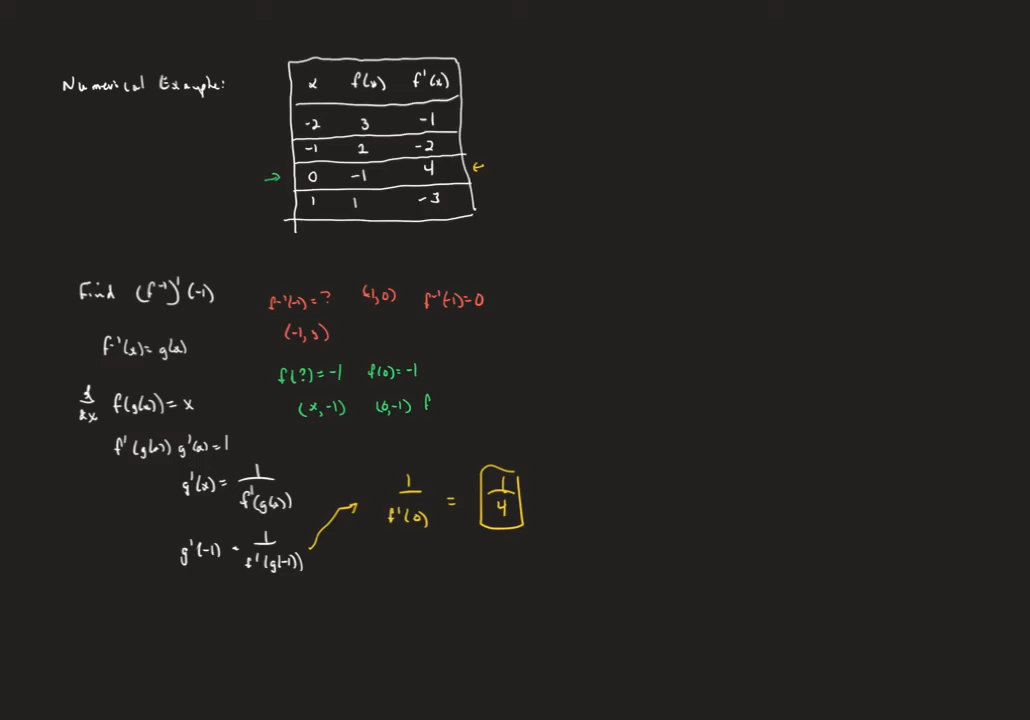 Numerical Example:
x f(x) f'(x)
-2 3 -1
-1 2 -2
→ 0 -1 4 ←
1 1 -3
Find (f⁻¹)'(-1)
f⁻¹(-1) = ? (-1,0) f⁻¹(-1)=0
f⁻¹(x) = g(x)
f(?) = -1 f(0) = -1
d/dx f(g(x)) = x
(x,-1) (0,-1) f
f'(g(x)) g'(x) = 1
g'(x) = 1/f'(g(x))
g'(-1) = 1/f'(g(-1)) 1/f'(0) = 1/4